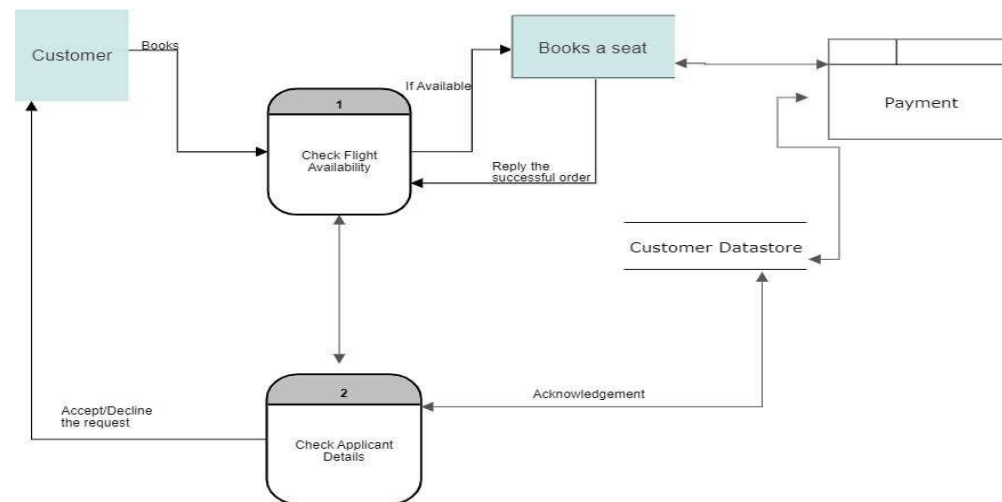 Customer
Books
Books a seat
If Available
Payment
1
Check Flight
Availability
Reply the
successful order
Customer Datastore
2
Acknowledgement
Accept/Decline
the request
Check Applicant
Details